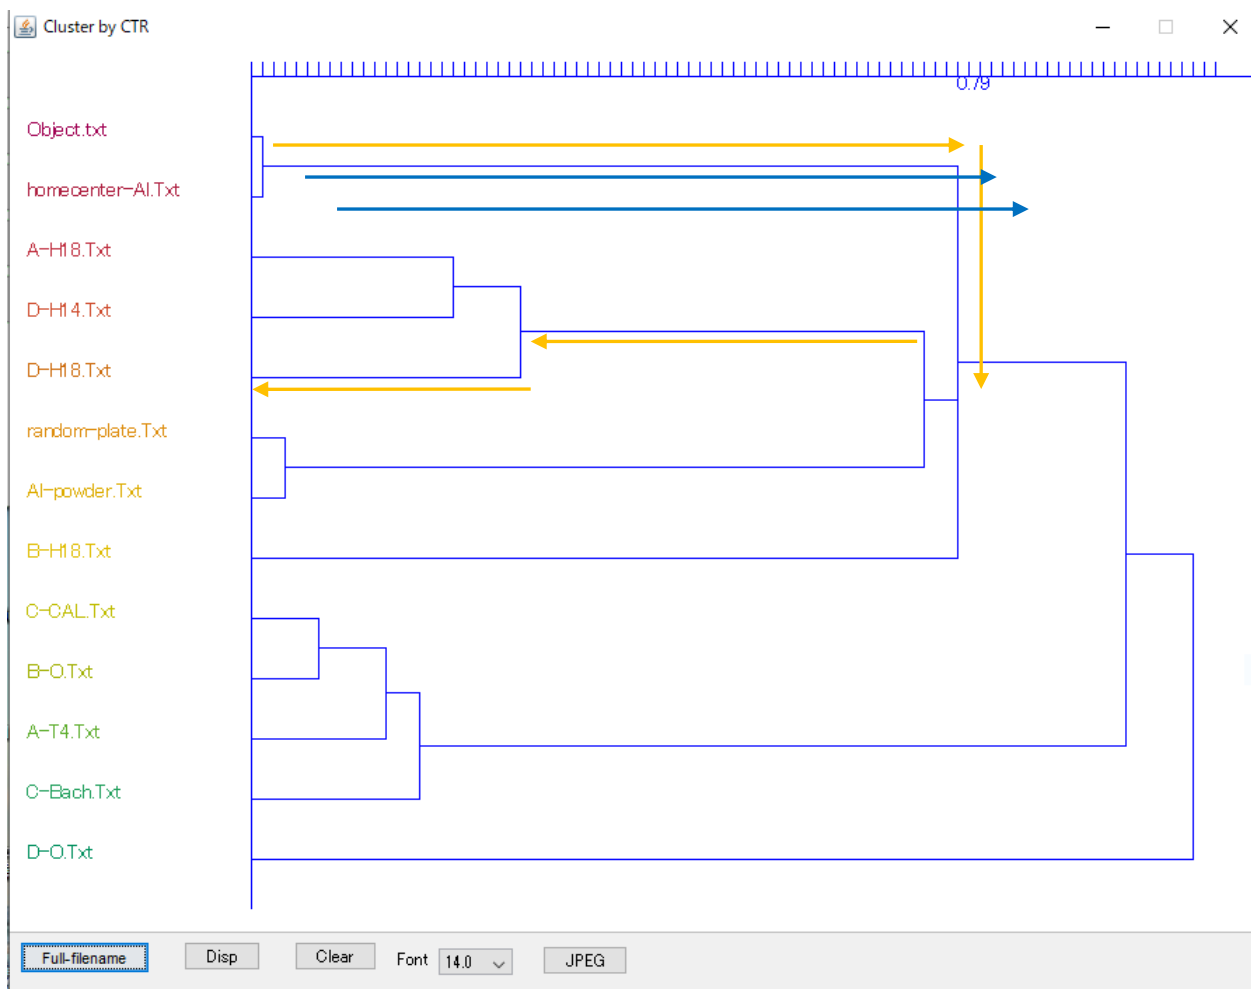 Cluster by CTR
0.79
Object.txt
homecenter-Al.Txt
A-H18.Txt
D-H14.Txt
D-H18.Txt
random-plate.Txt
Al-powder.Txt
B-H18.Txt
C-CAL.Txt
B-O.Txt
A-T4.Txt
C-Bach.Txt
D-O.Txt
Full-filename Disp Clear Font 14.0 JPEG